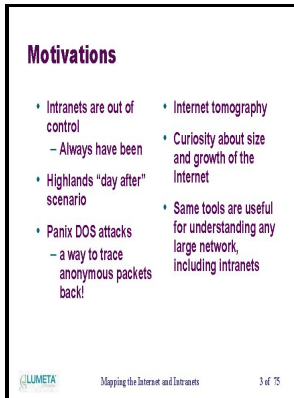 Motivations
• Intranets are out of
control
– Always have been
• Highlands “day after”
scenario
• Panix DOS attacks
– a way to trace
anonymous packets
back!
• Internet tomography
• Curiosity about size
and growth of the
Internet
• Same tools are useful
for understanding any
large network,
including intranets
LUMETA
Mapping the Internet and Intranets
3 of 75